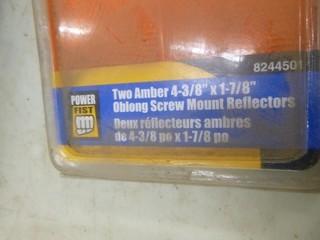 8244501
POWER
FIST
Two Amber 4-3/8" x 1-7/8"
Oblong Screw Mount Reflectors
Deux réflecteurs ambres
de 4-3/8 po x 1-7/8 po